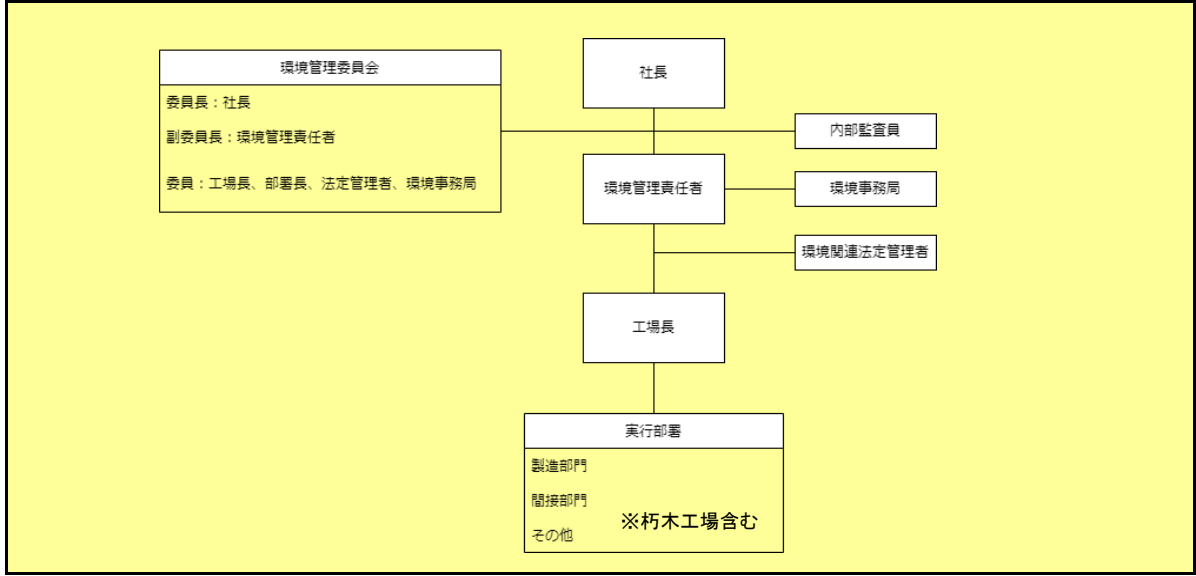 環境管理委員会
委員長：社長
副委員長：環境管理責任者
委員：工場長、部署長、法定管理者、環境事務局
社長
内部監査員
環境管理責任者
環境事務局
環境関連法定管理者
工場長
実行部署
製造部門
間接部門
その他
※朽木工場含む